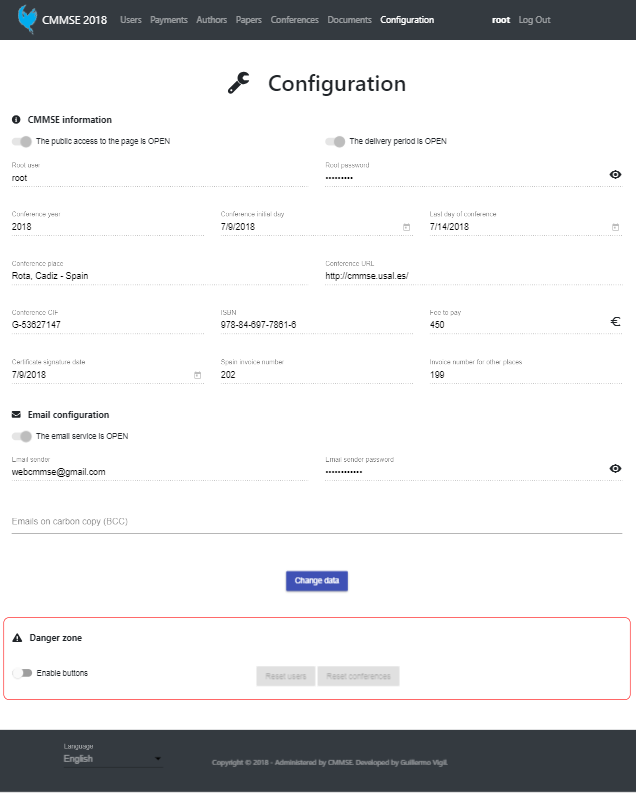 CMMSE 2018 Users Payments Authors Papers Conferences Documents Configuration root Log Out
Configuration
CMMSE information
The public access to the page is OPEN The delivery period is OPEN
Root user Root password
root •••••••••
Conference year Conference initial day Last day of conference
2018 7/9/2018 7/14/2018
Conference place Conference URL
Rota, Cadiz - Spain http://cmmse.usal.es/
Conference CIF ISBN Fee to pay
G-53627147 978-84-697-7861-6 450 €
Certificate signature date Spain invoice number Invoice number for other places
7/9/2018 202 199
Email configuration
The email service is OPEN
Email sender Email sender password
webcmmse@gmail.com ••••••••••••
Emails on carbon copy (BCC)
Change data
Danger zone
Enable buttons Reset users Reset conferences
Language
English Copyright © 2018 - Administered by CMMSE. Developed by Guillermo Vigil.